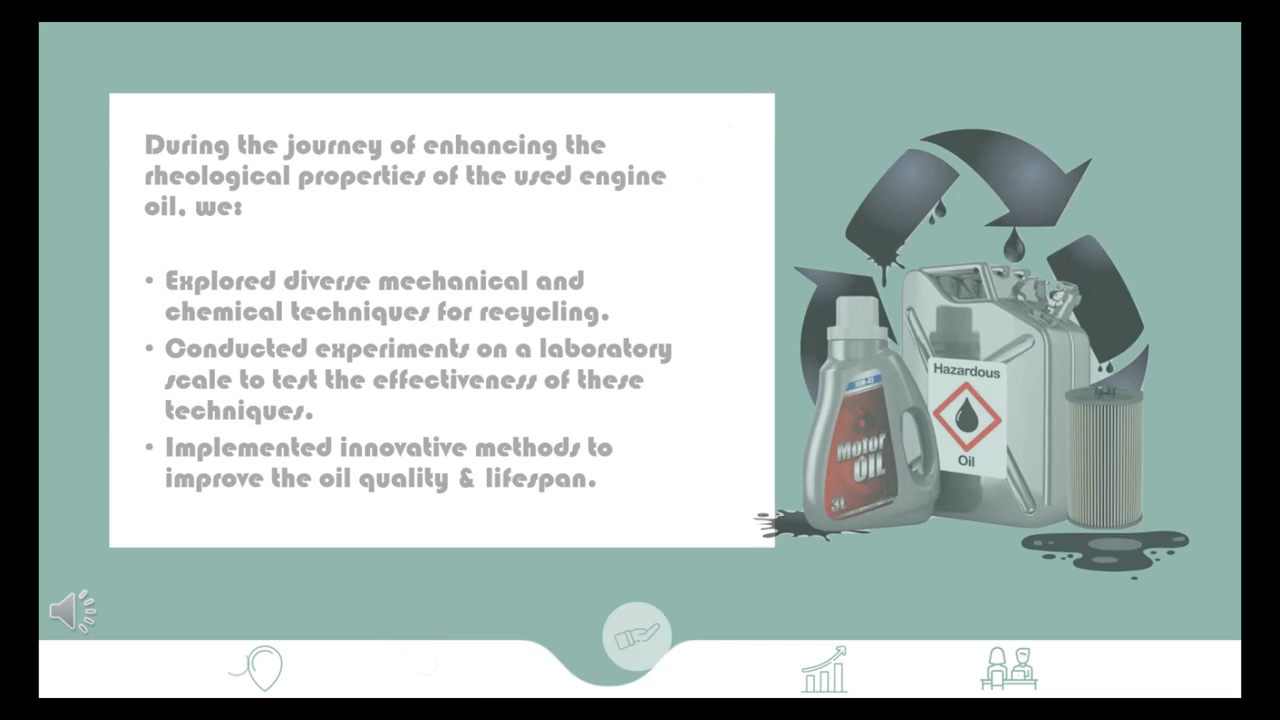 During the journey of enhancing the
rheological properties of the used engine
oil, we:
• Explored diverse mechanical and
chemical techniques for recycling.
• Conducted experiments on a laboratory
scale to test the effectiveness of these
techniques.
• Implemented innovative methods to
improve the oil quality & lifespan.
Hazardous
Oil
Motor
OIL
3L